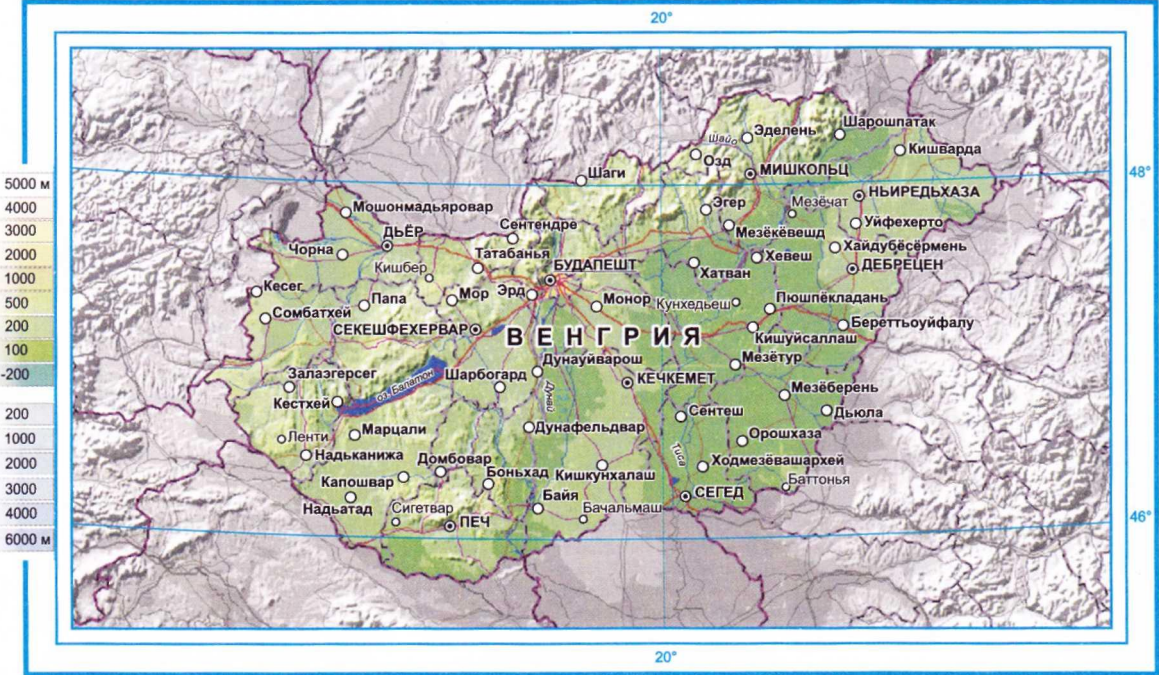 20°
Эделень
Шарошпатак
Шайо
Кишварда
Озд
48°
Шаги
МИШКОЛЬЦ
5000 м
НЬИРЕДЬХАЗА
4000
Мошонмадьяровар
Эгер
Мезёчат
3000
Сентендре
Уйфехерто
ДЬЁР
Мезёкёвешд
2000
Чорна
Татабанья
Хайдубёсёрмень
Хевеш
1000
Кишбер
БУДАПЕШТ
Хатван
ДЕБРЕЦЕН
Кесег
Эрд
500
Папа
Мор
Монор
Кунхедьеш
Пюшпёкладань
200
Сомбатхей
Береттьоуйфалу
СЕКЕШФЕХЕРВАР
ВЕНГРИЯ
Кишуйсаллаш
100
Дунауйварош
Мезётур
-200
Залаэгерсег
оз. Балатон
Шарбогард
КЕЧКЕМЕТ
Мезёберень
Дунай
200
Кестхей
Сентеш
Дьюла
1000
Ленти
Марцали
Дунафельдвар
Орошхаза
Надьканижа
Тиса
2000
Домбовар
Ходмезёвашархей
Капошвар
Боньхад
Кишкунхалаш
Баттонья
3000
Надьатад
Сигетвар
Байя
СЕГЕД
4000
ПЕЧ
Бачальмаш
46°
6000 м
20°